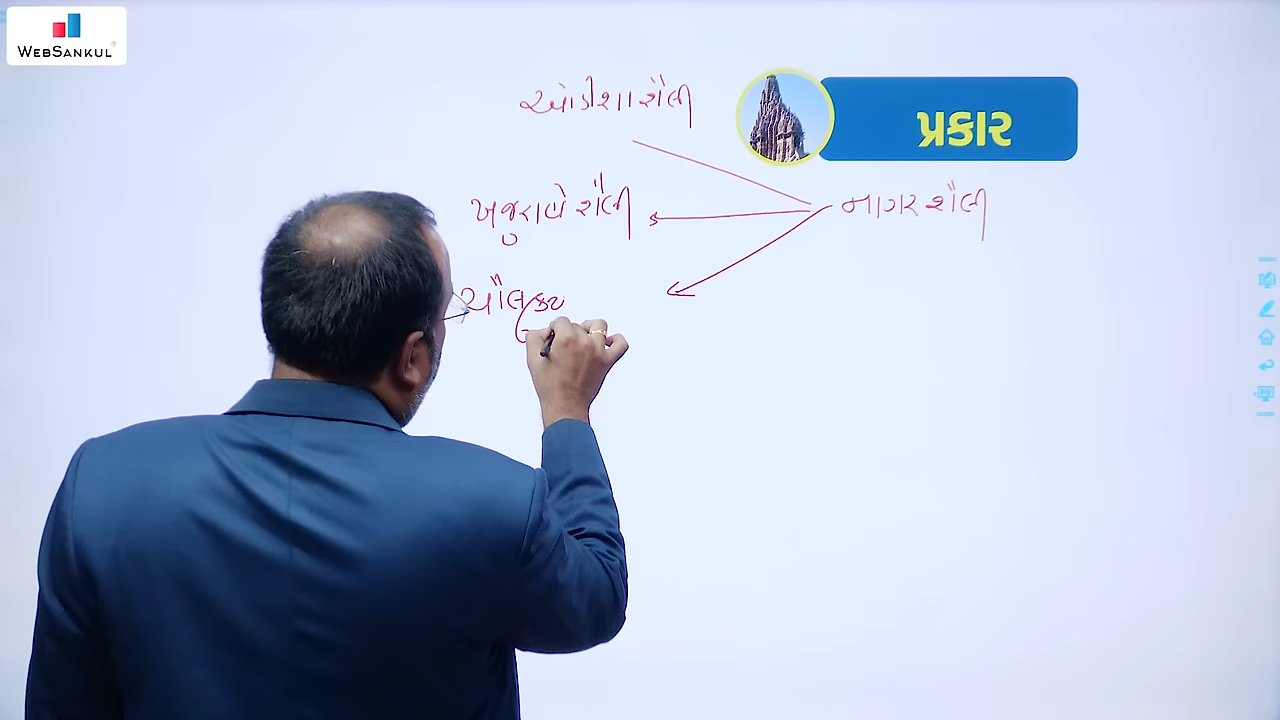 WEBSANKUL
પ્રકાર
ઓડીશા શૈલી
ખજુરાહો શૈલી
નાગર શૈલી
ચૌલુક્ય